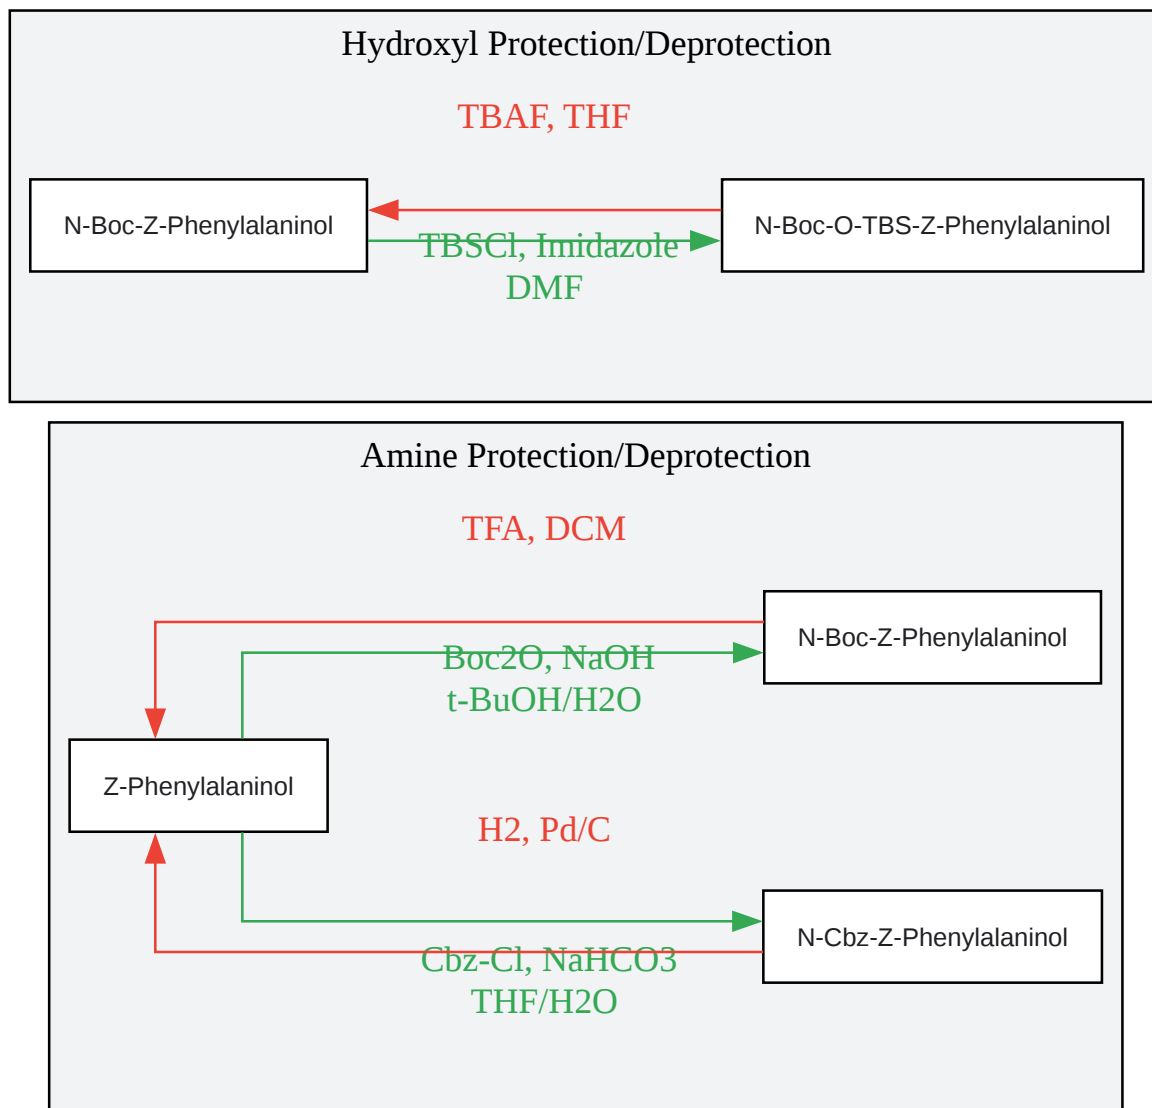 Hydroxyl Protection/Deprotection
TBAF, THF
N-Boc-Z-Phenylalaninol
N-Boc-O-TBS-Z-Phenylalaninol
TBSCl, Imidazole
DMF
Amine Protection/Deprotection
TFA, DCM
N-Boc-Z-Phenylalaninol
Boc2O, NaOH
t-BuOH/H2O
Z-Phenylalaninol
H2, Pd/C
N-Cbz-Z-Phenylalaninol
Cbz-Cl, NaHCO3
THF/H2O